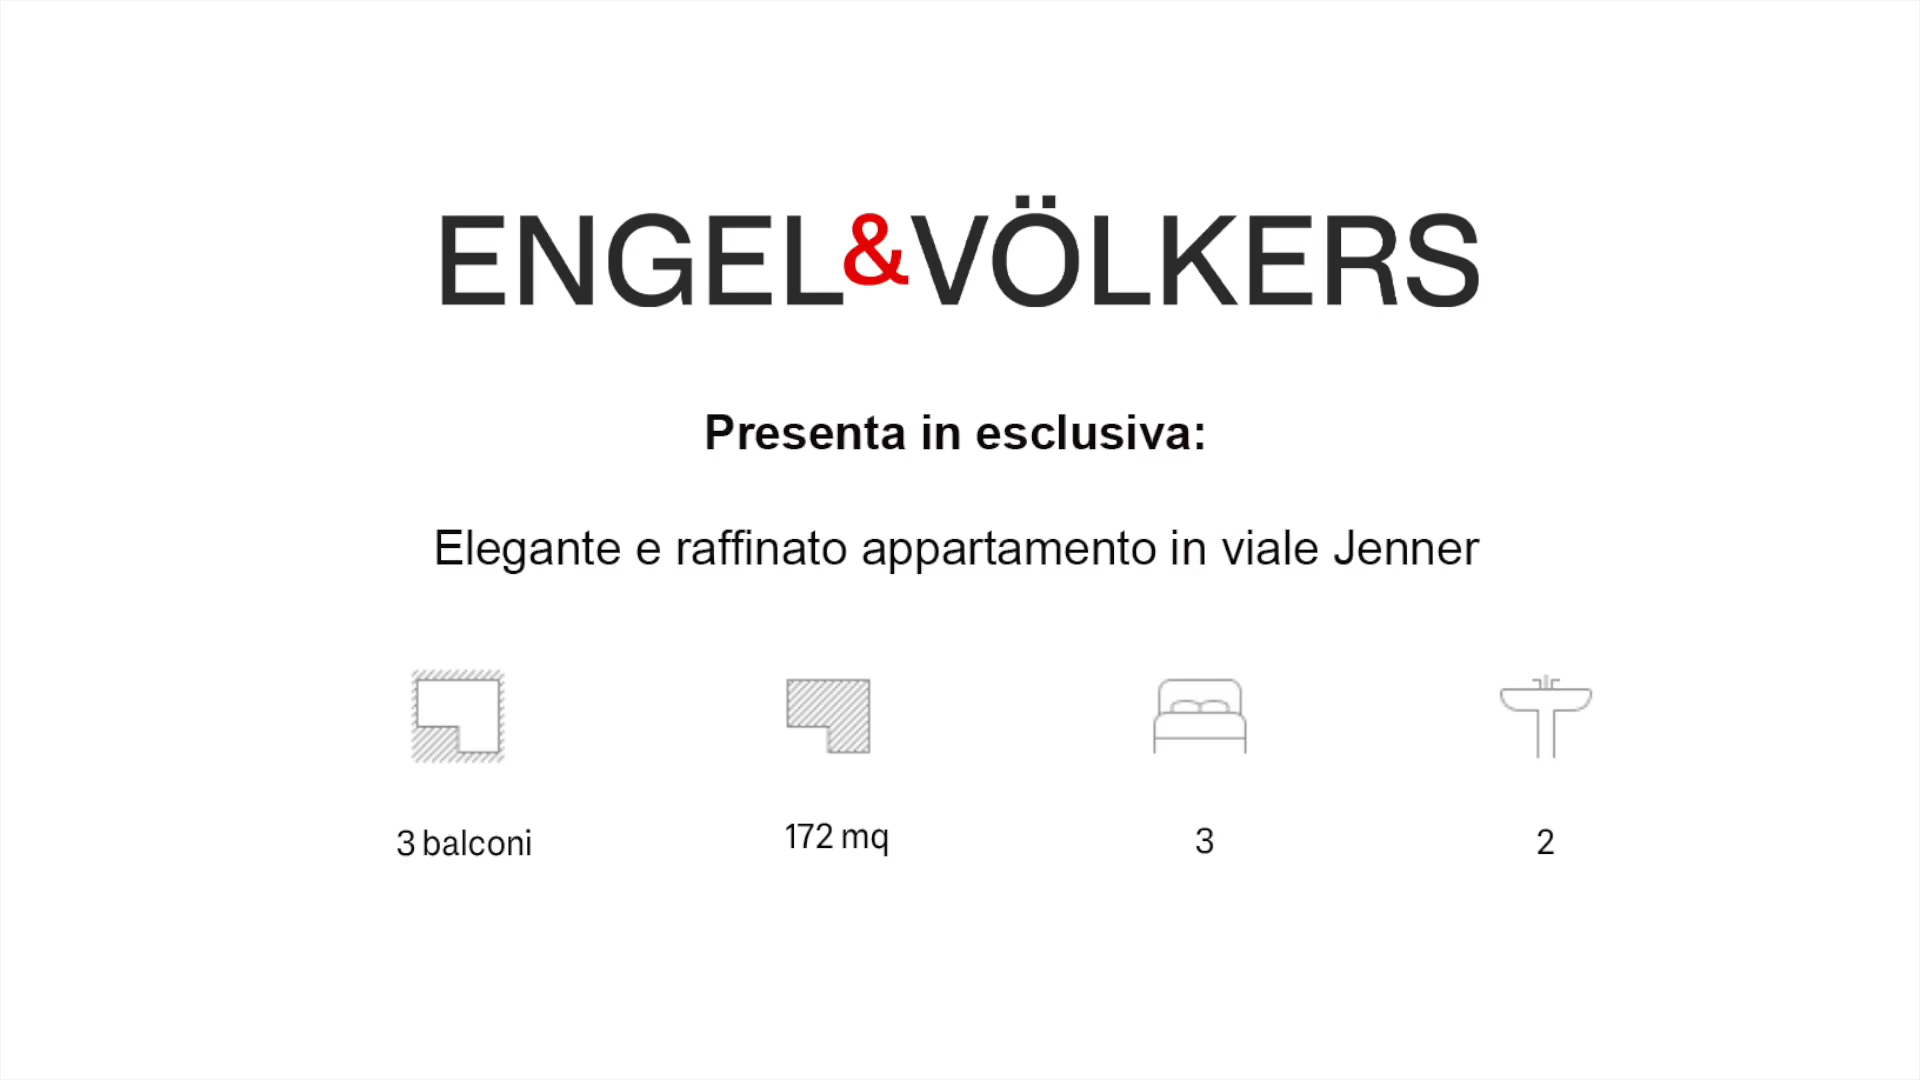 ENGEL&VÖLKERS
Presenta in esclusiva:
Elegante e raffinato appartamento in viale Jenner
3 balconi
172 mq
3
2